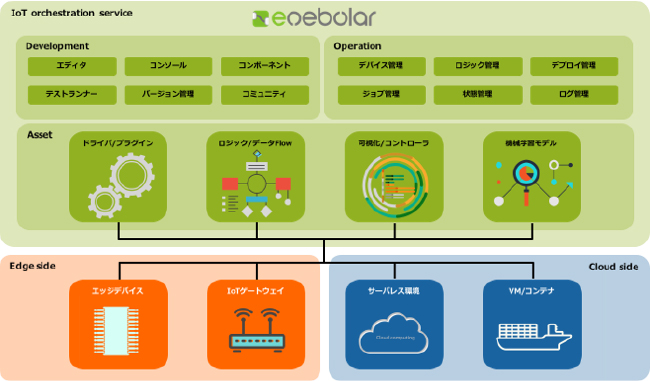 IoT orchestration service
enebular
Development
エディタ
コンソール
コンポーネント
テストランナー
バージョン管理
コミュニティ
Operation
デバイス管理
ロジック管理
デプロイ管理
ジョブ管理
状態管理
ログ管理
Asset
ドライバ/プラグイン
ロジック/データFlow
可視化/コントローラ
機械学習モデル
Edge side
エッジデバイス
IoTゲートウェイ
Cloud side
サーバレス環境
VM/コンテナ
Cloud computing